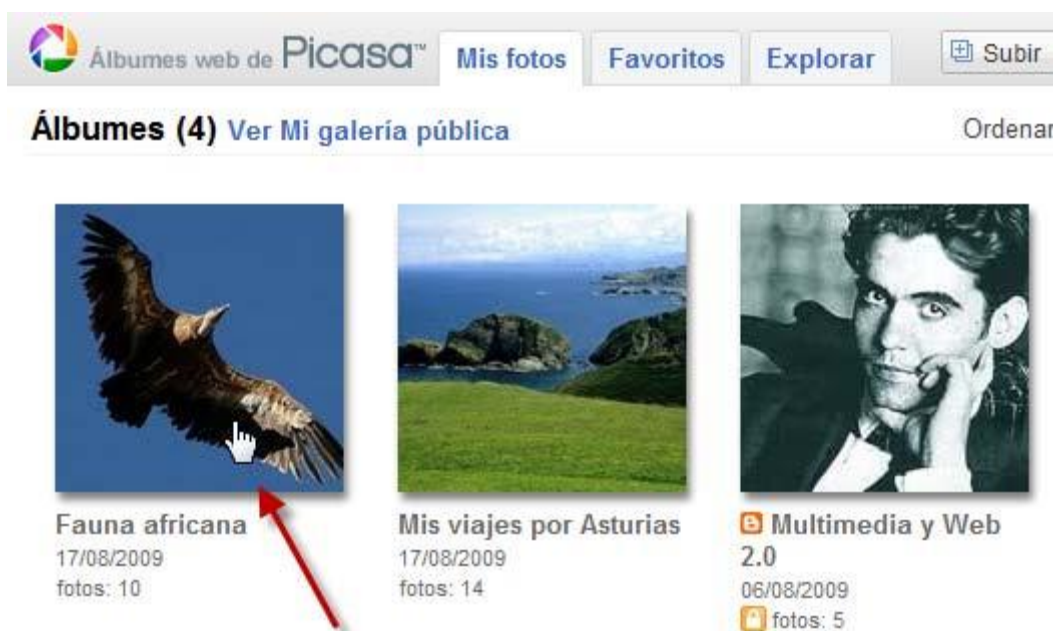 Álbumes web de Picasa™ Mis fotos Favoritos Explorar Subir
Álbumes (4) Ver Mi galería pública Ordenar
Fauna africana
17/08/2009
fotos: 10
Mis viajes por Asturias
17/08/2009
fotos: 14
Multimedia y Web
2.0
06/08/2009
fotos: 5